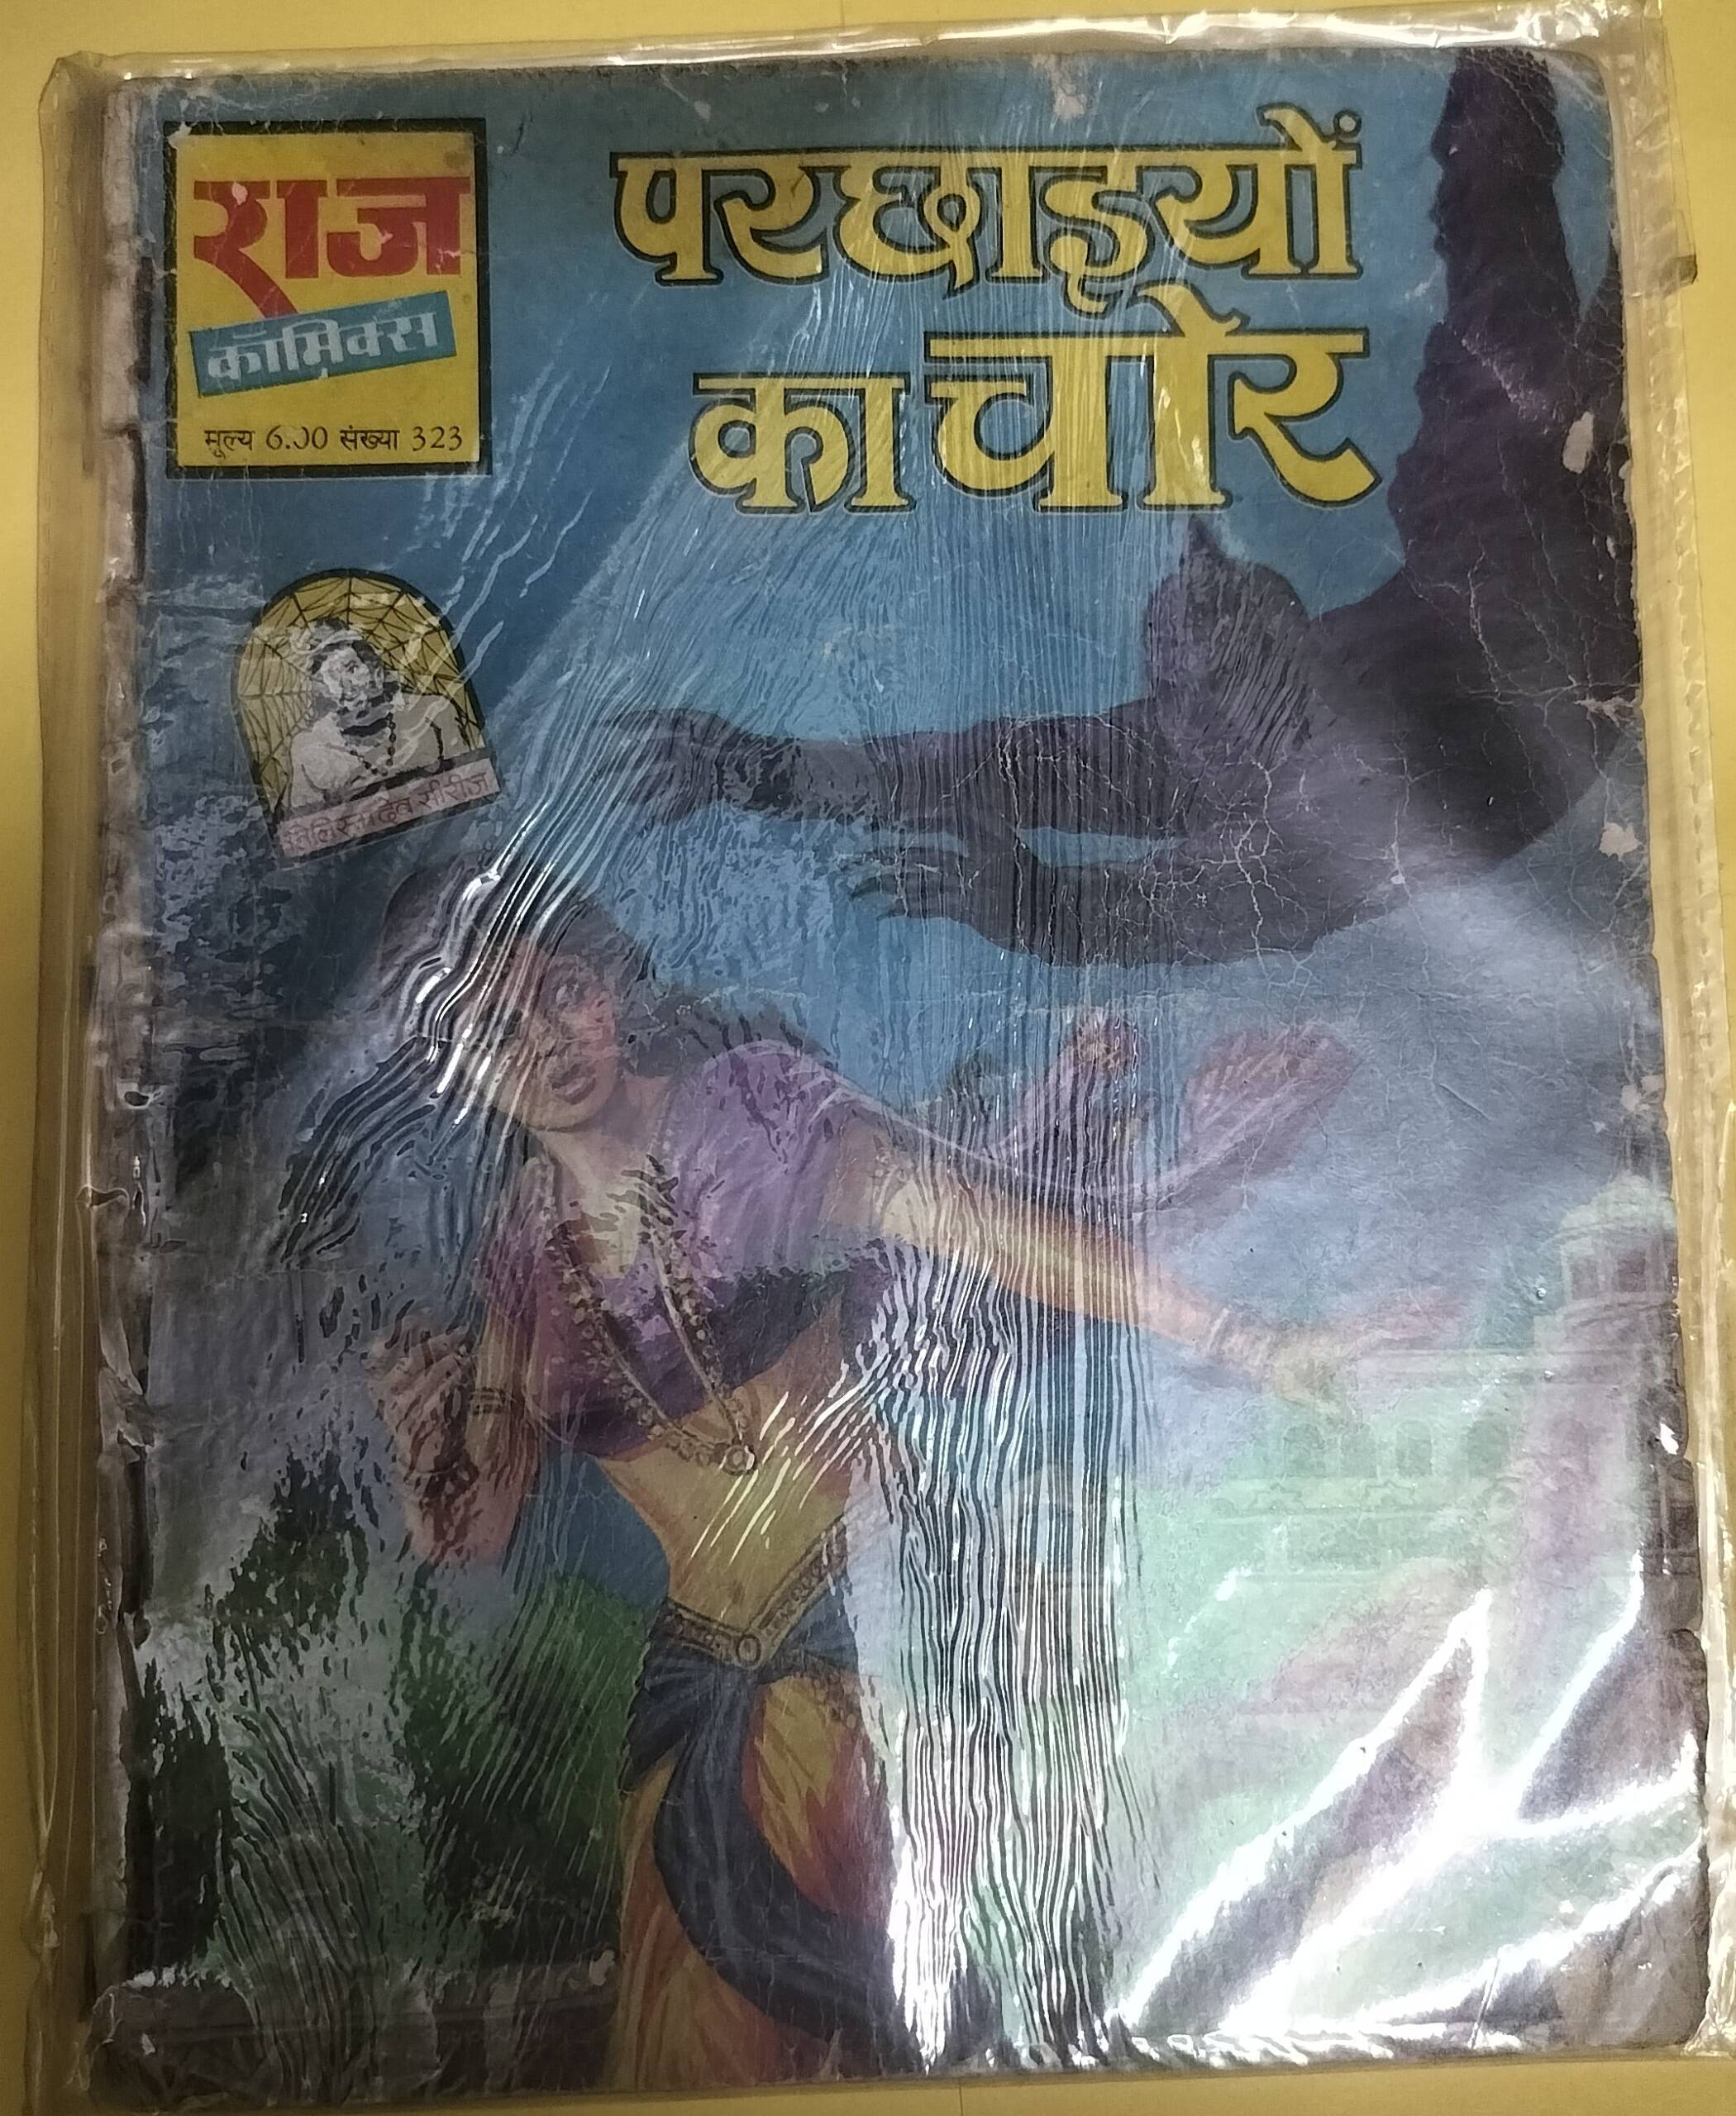 राज
कॉमिक्स
मूल्य 6.00 संख्या 323
परछाइयों
का चोर
देव सीरीज